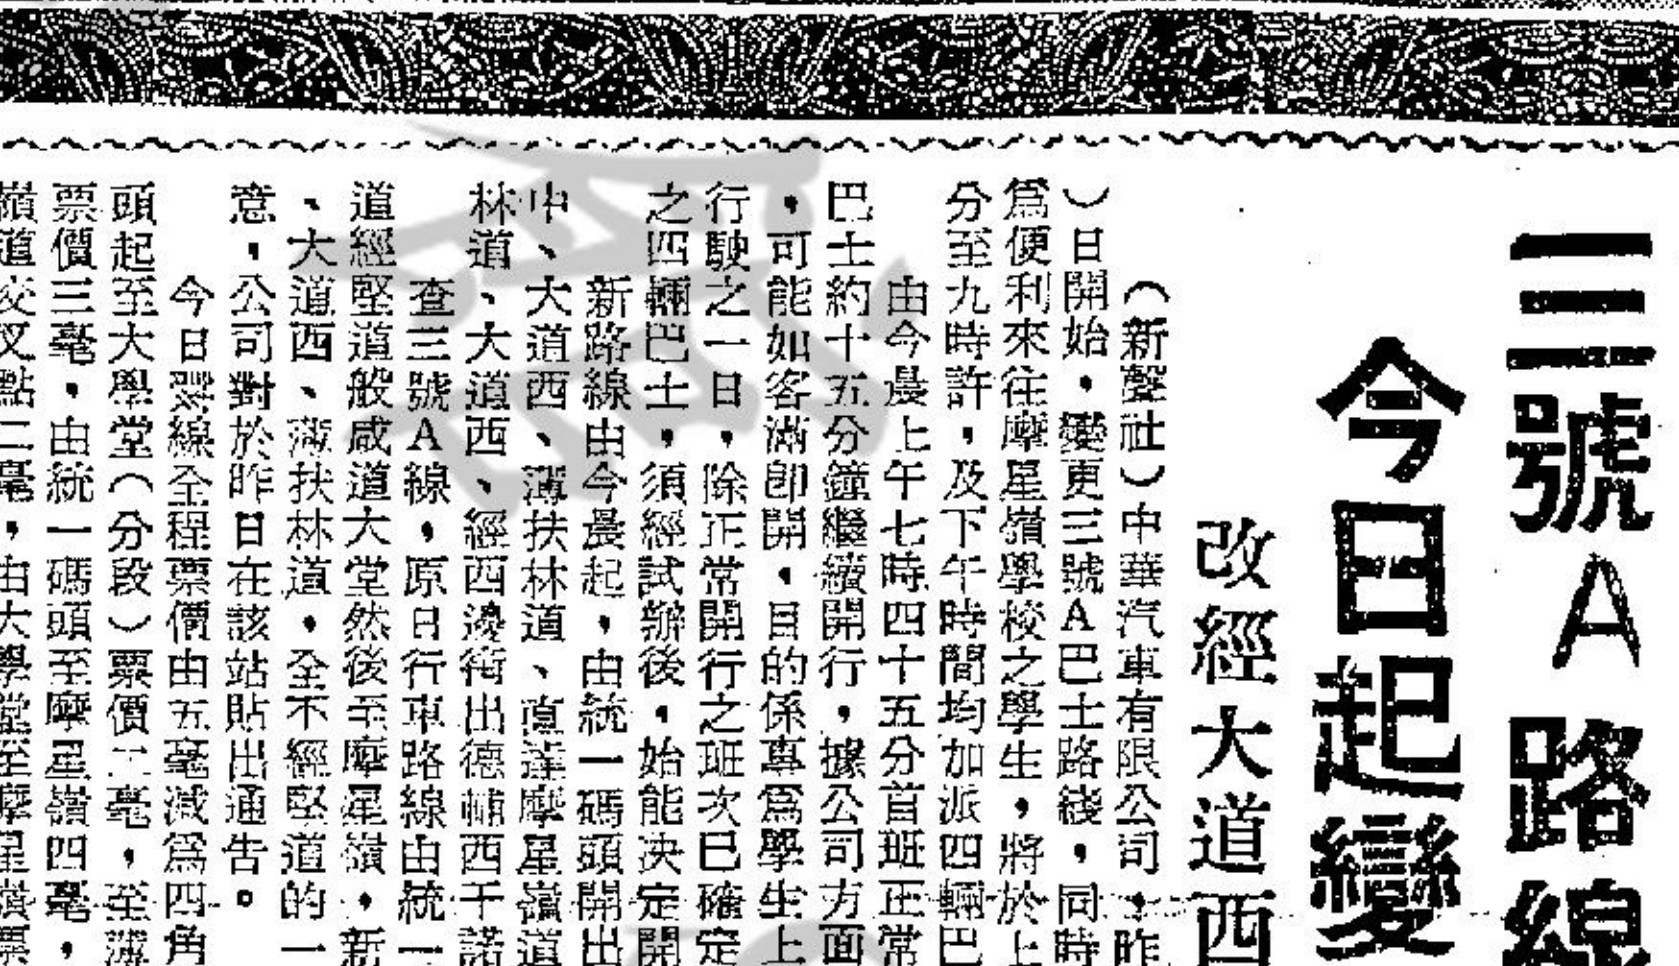 三號A路線
今日起變
改經大道西
（新聲社）中華汽車有限公司，昨
）日開始，變更三號A巴士路綫，同時
爲便利來往摩星嶺學校之學生，將於上
分至九時許，及下午時時間均加派四輛巴
由今晨上午七時四十五分首班正常
巴士約十五分鐘繼續開行，據公司方面
，可能如客滿即開，目的係專爲學生上
行駛之一日，除正常開行之班次已確定
之四輛巴士，須經試辦後，始能決定開
新路線由今晨起，由統一碼頭開出
中、大道西、薄扶林道、直達摩星嶺道
林道、大道西、經西邊街出德輔西干諾
查三號A線，原日行車路線由統一
道經堅道般咸道大堂然後至摩星嶺，新
、大道西、薄扶林道，全不經堅道的一
意，公司對於昨日在該站貼出通告。
今日線全程票價由五毫減爲四角
頭起至大學堂（分段）票價二毫，至薄
票價三毫，由統一碼頭至摩星嶺四毫，
嶺道交叉點二毫，由大學堂至摩星嶺票